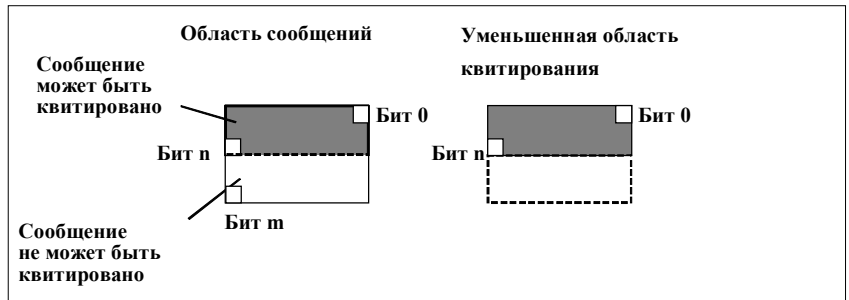 Область сообщений
Уменьшенная область
квитирования
Сообщение
может быть
квитировано
Бит 0
Бит n
Бит m
Сообщение
не может быть
квитировано
Бит 0
Бит n